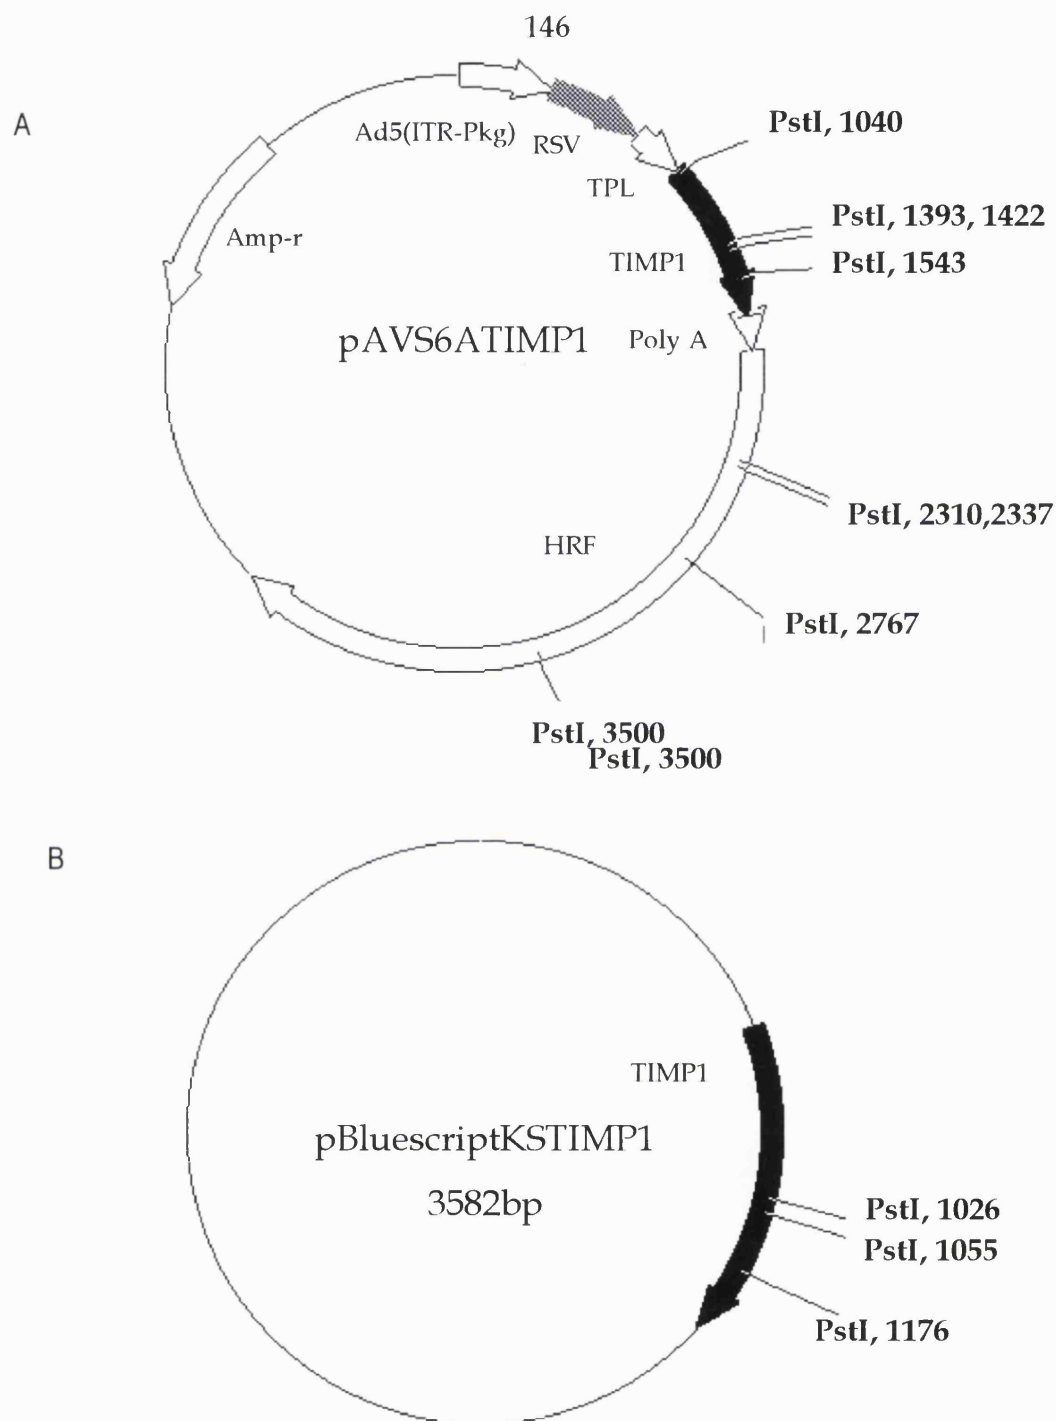 146
A
Ad5(ITR-Pkg)
RSV
PstI, 1040
TPL
PstI, 1393, 1422
Amp-r
TIMP1
PstI, 1543
pAVS6ATIMP1
Poly A
PstI, 2310,2337
HRF
PstI, 2767
PstI, 3500
PstI, 3500
B
TIMP1
pBluescriptKSTIMP1
3582bp
PstI, 1026
PstI, 1055
PstI, 1176